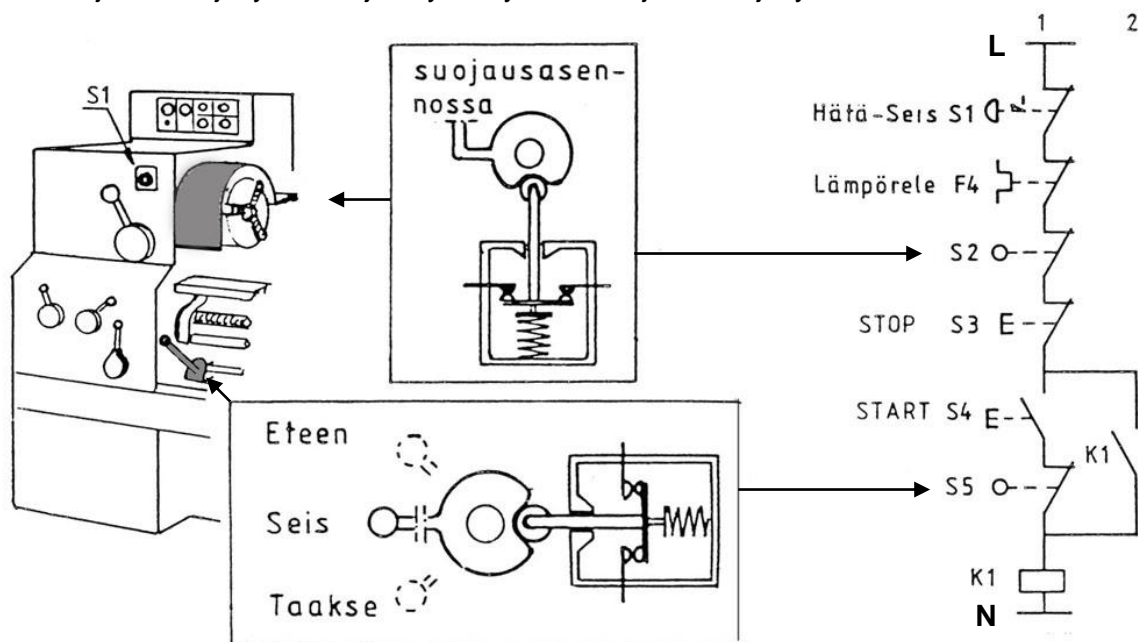 S1
suojausasen-
nossa
Eteen
Seis
Taakse
1 2
L
Hätä-Seis S1
Lämpörele F4
S2
STOP S3
START S4
K1
S5
K1
N